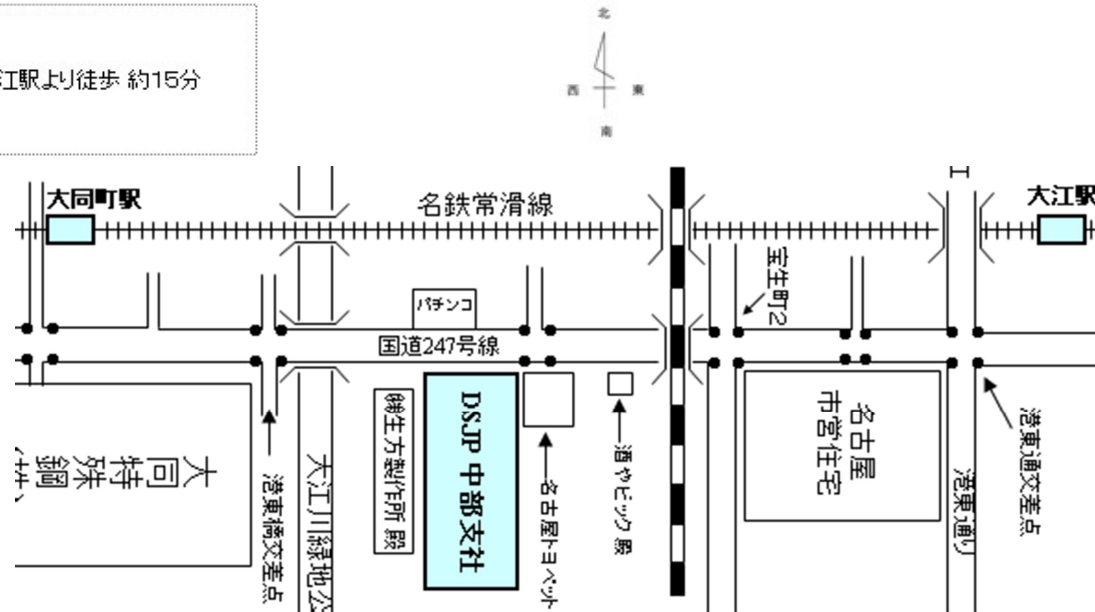 北
西
東
南
江駅より徒歩 約15分
大同町駅
名鉄常滑線
大江駅
宝生町2
パチンコ
国道247号線
DSJP 中部支社
㈱生方製作所 殿
名古屋トヨペット
酒やビック 殿
名古屋
市営住宅
港東通り
港東通交差点
大同特殊鋼
港東橋交差点
大江川緑地公